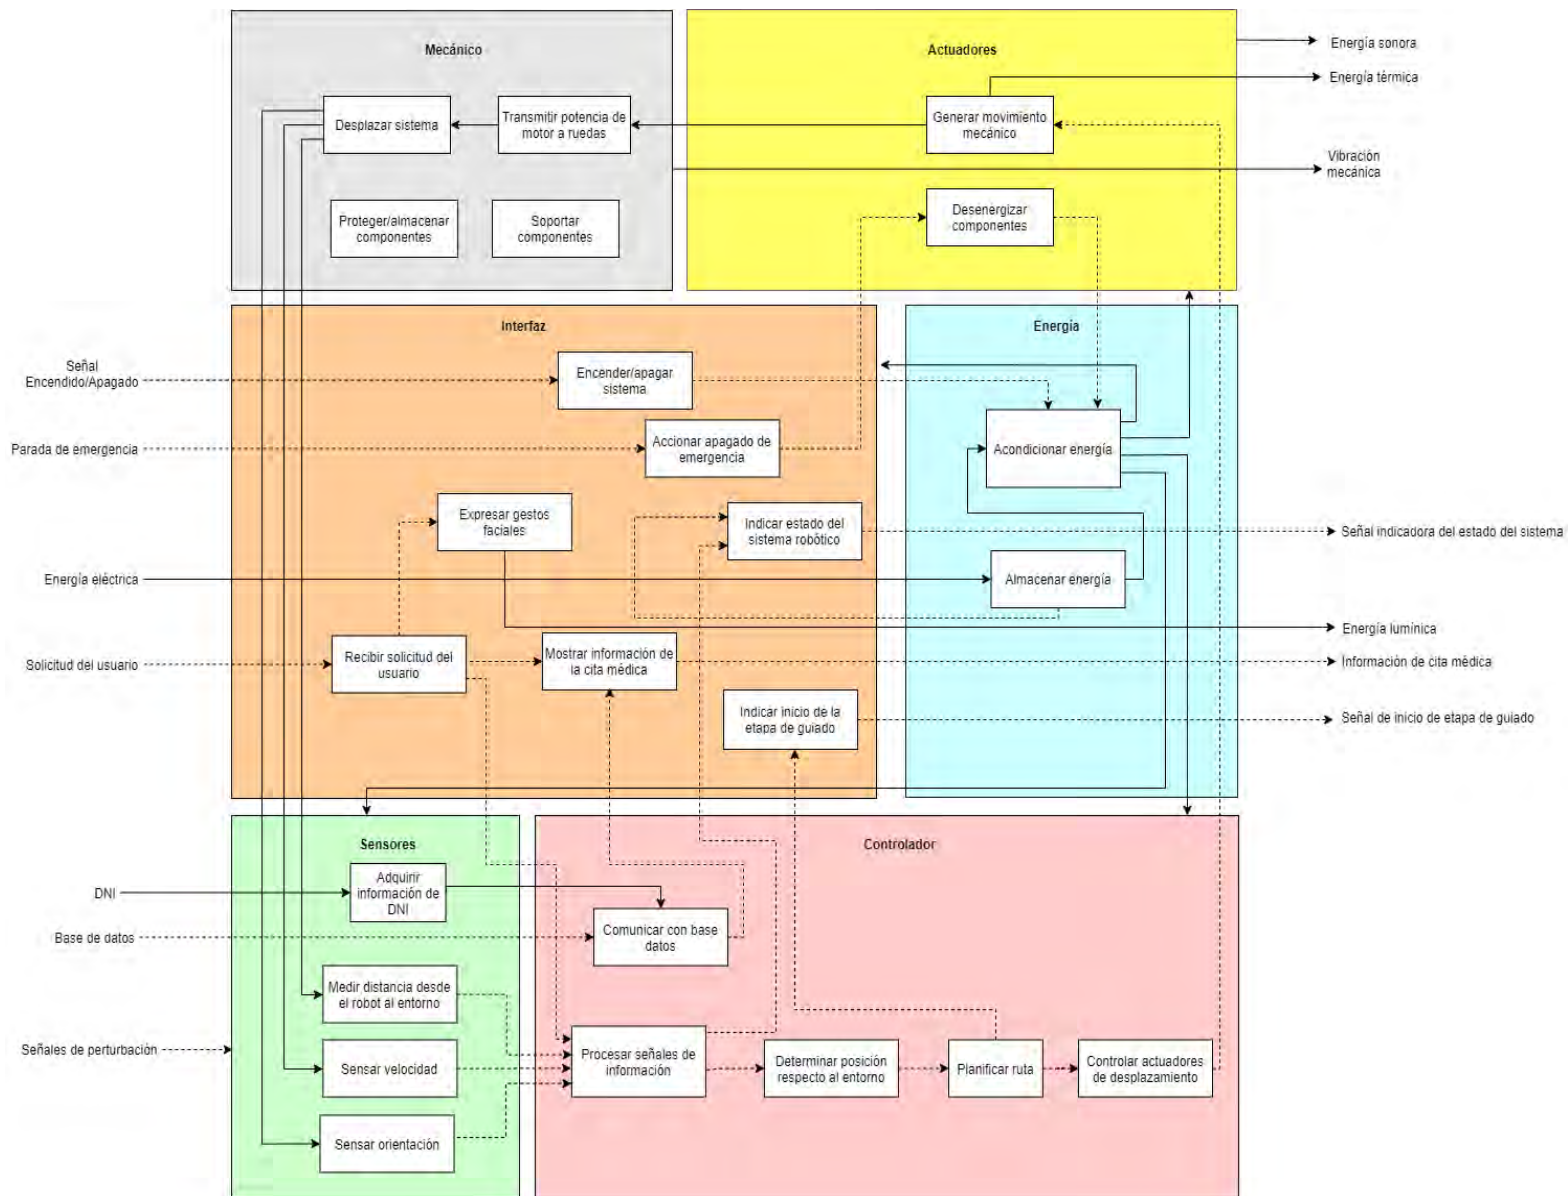 Mecánico
Desplazar sistema
Transmitir potencia de
motor a ruedas
Proteger/almacenar
componentes
Soportar
componentes
Actuadores
Generar movimiento
mecánico
Desenergizar
componentes
Energía sonora
Energía térmica
Vibración
mecánica
Interfaz
Señal
Encendido/Apagado
Encender/apagar
sistema
Parada de emergencia
Accionar apagado de
emergencia
Expresar gestos
faciales
Indicar estado del
sistema robótico
Energía eléctrica
Solicitud del usuario
Recibir solicitud del
usuario
Mostrar información de
la cita médica
Indicar inicio de la
etapa de guiado
Energía
Acondicionar energía
Almacenar energía
Señal indicadora del estado del sistema
Energía lumínica
Información de cita médica
Señal de inicio de etapa de guiado
Sensores
DNI
Adquirir
información de
DNI
Base de datos
Medir distancia desde
el robot al entorno
Señales de perturbación
Sensar velocidad
Sensar orientación
Controlador
Comunicar con base
datos
Procesar señales de
información
Determinar posición
respecto al entorno
Planificar ruta
Controlar actuadores
de desplazamiento